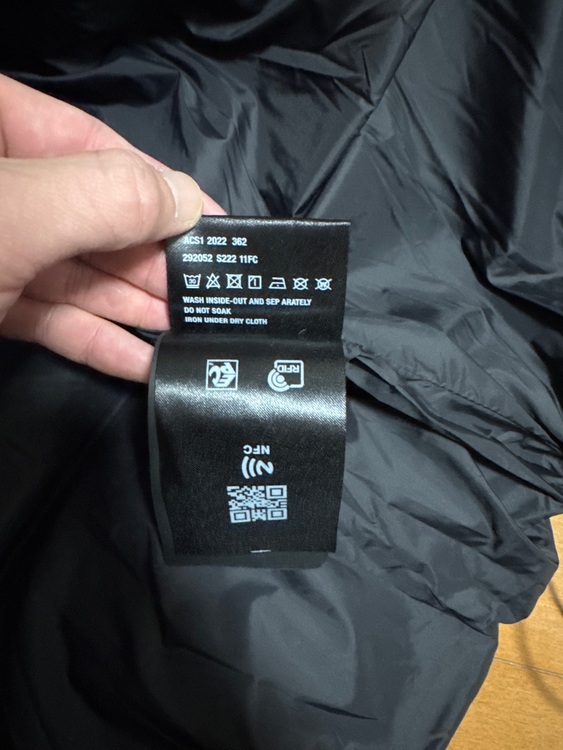 ACS1 2022 362
292052 S222 11FC
30
WASH INSIDE-OUT AND SEP ARATELY
DO NOT SOAK
IRON UNDER DRY CLOTH
RFID
NFC